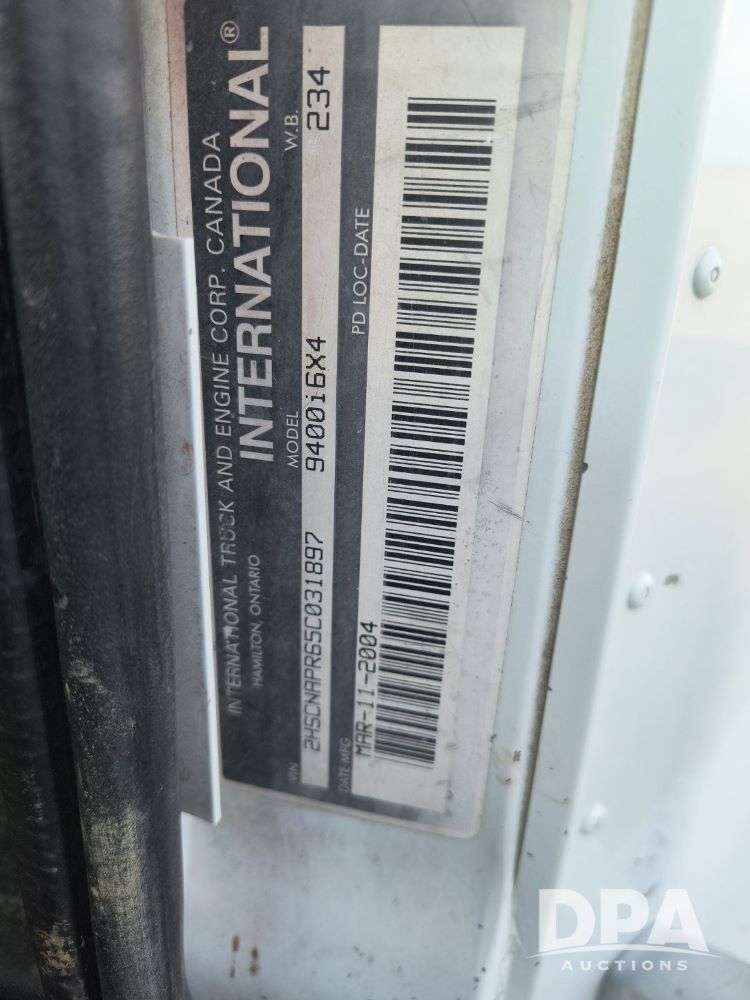 INTERNATIONAL TRUCK AND ENGINE CORP. CANADA
HAMILTON, ONTARIO
INTERNATIONAL®
VIN MODEL W.B.
2HSCNAPR65C031897 9400i6X4 234
DATE MFG PD LOC-DATE
MAR-11-2004
DPA
AUCTIONS